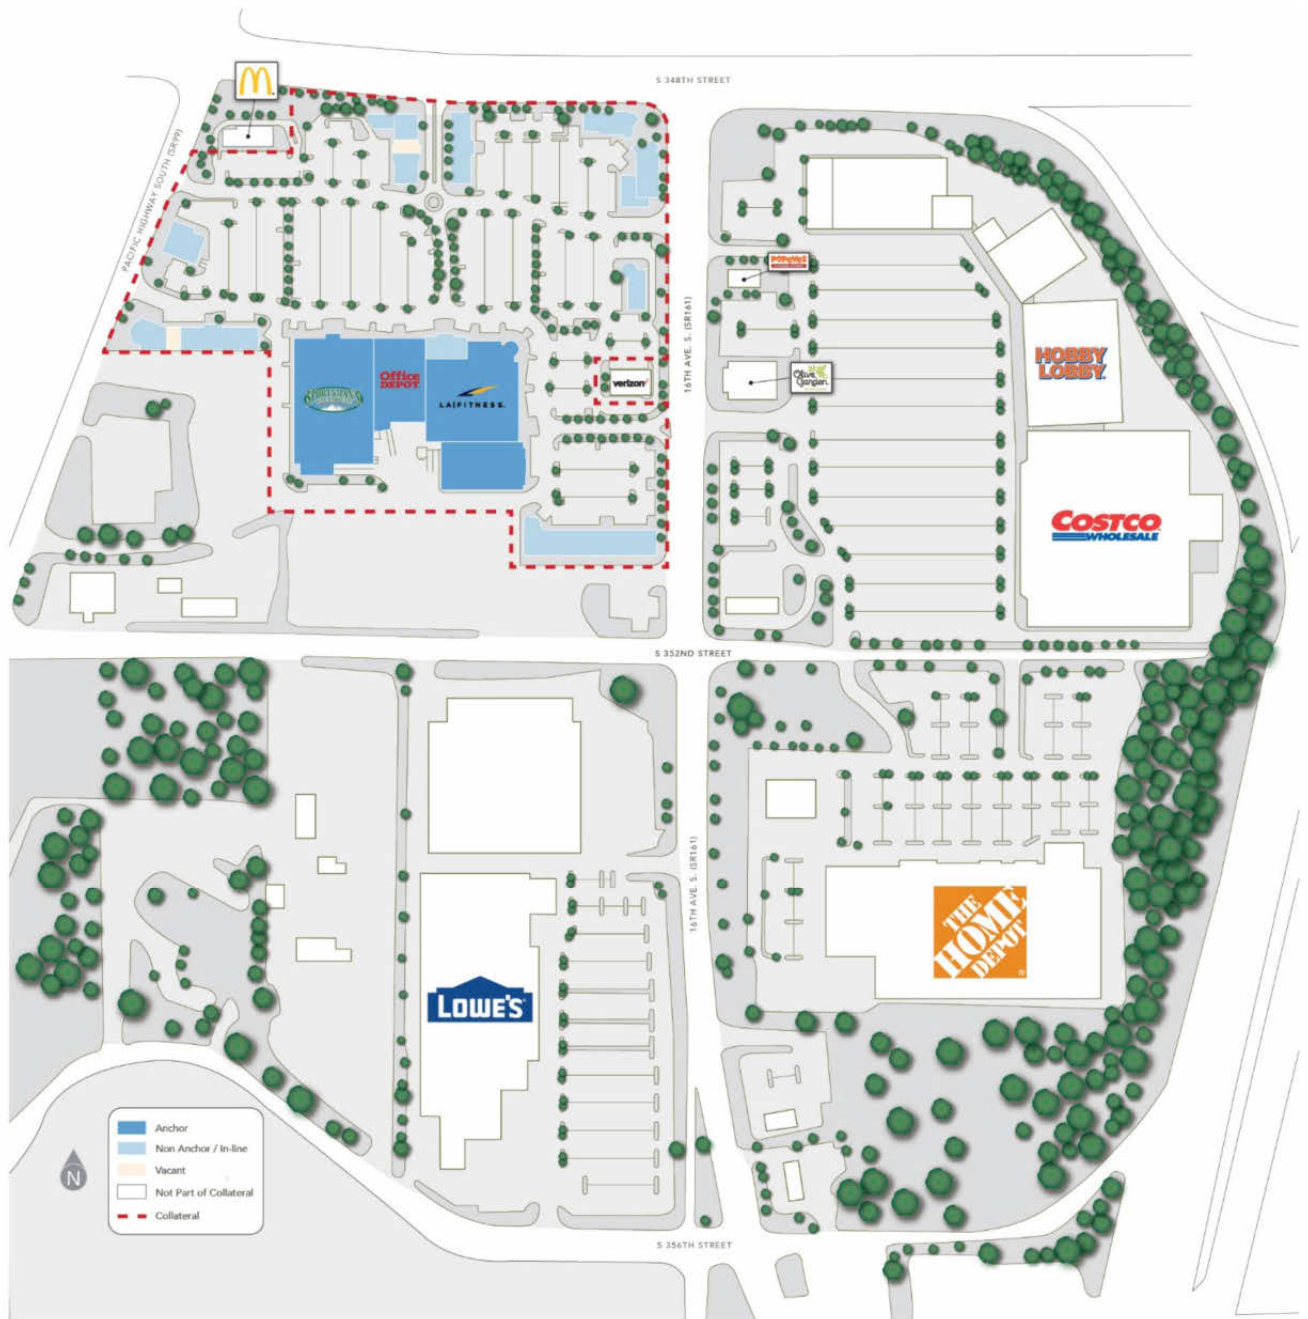 S 348TH STREET
PACIFIC HIGHWAY SOUTH (SR99)
16TH AVE. S. (SR161)
POPEYES
Olive Garden
HOBBY
LOBBY
SPORTSMAN'S
Office
DEPOT
LA|FITNESS.
verizon
COSTCO
WHOLESALE
S 352ND STREET
16TH AVE. S. (SR161)
THE
HOME
DEPOT
LOWE'S
Anchor
Non Anchor / In-line
Vacant
Not Part of Collateral
Collateral
N
S 356TH STREET